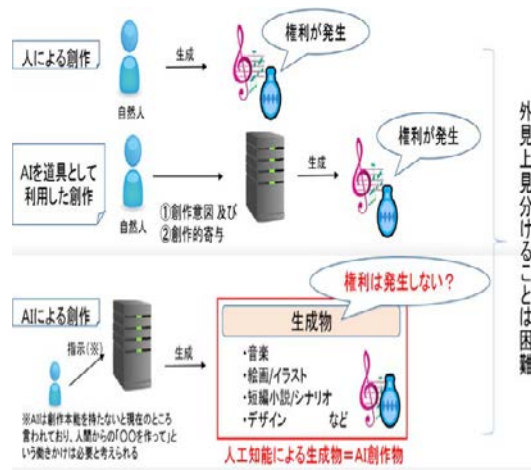 人による創作
自然人
生成
権利が発生
AIを道具として
利用した創作
自然人
①創作意図 及び
②創作的寄与
生成
権利が発生
AIによる創作
指示(※)
生成
権利は発生しない?
生成物
・音楽
・絵画/イラスト
・短編小説/シナリオ
・デザイン など
※AIは創作本能を持たないと現在のところ
言われており、人間からの「〇〇を作って」と
いう働きかけは必要と考えられる
人工知能による生成物=AI創作物
外見上見分けることは困難